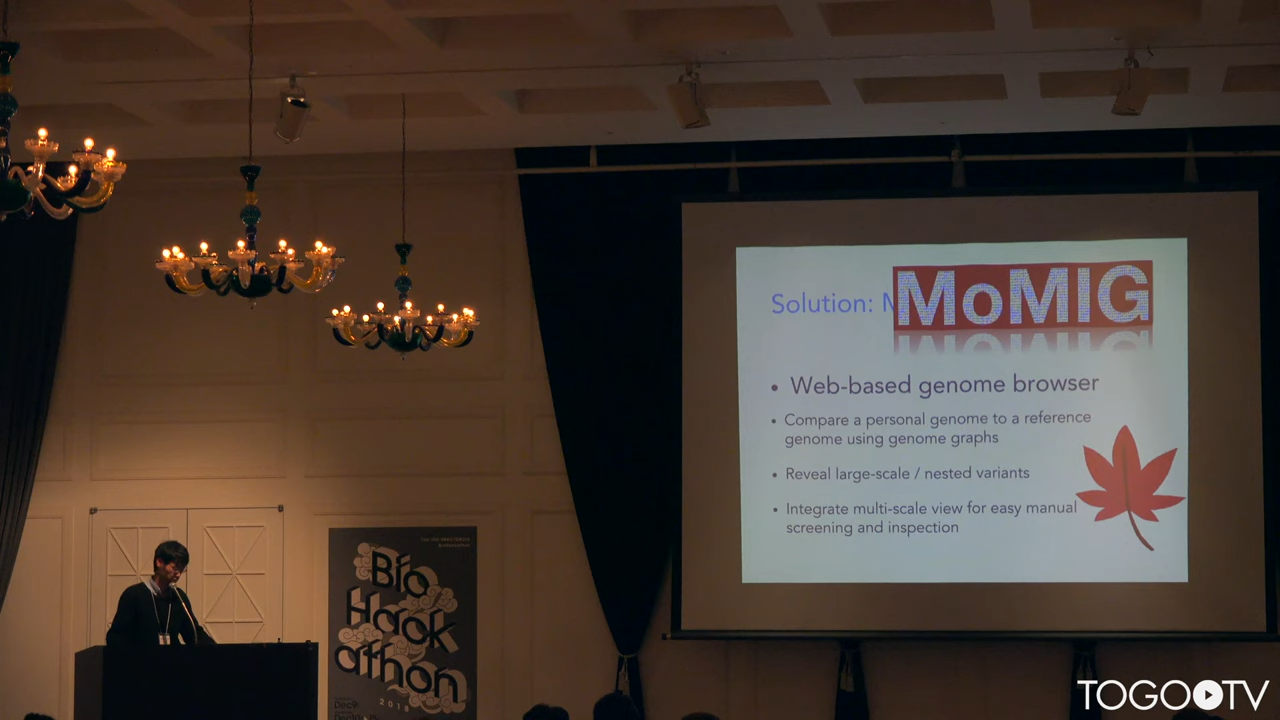 Solution: M
MoMIG
• Web-based genome browser
• Compare a personal genome to a reference
genome using genome graphs
• Reveal large-scale / nested variants
• Integrate multi-scale view for easy manual
screening and inspection
Bio
Hack
athon
2018
TOGOTV